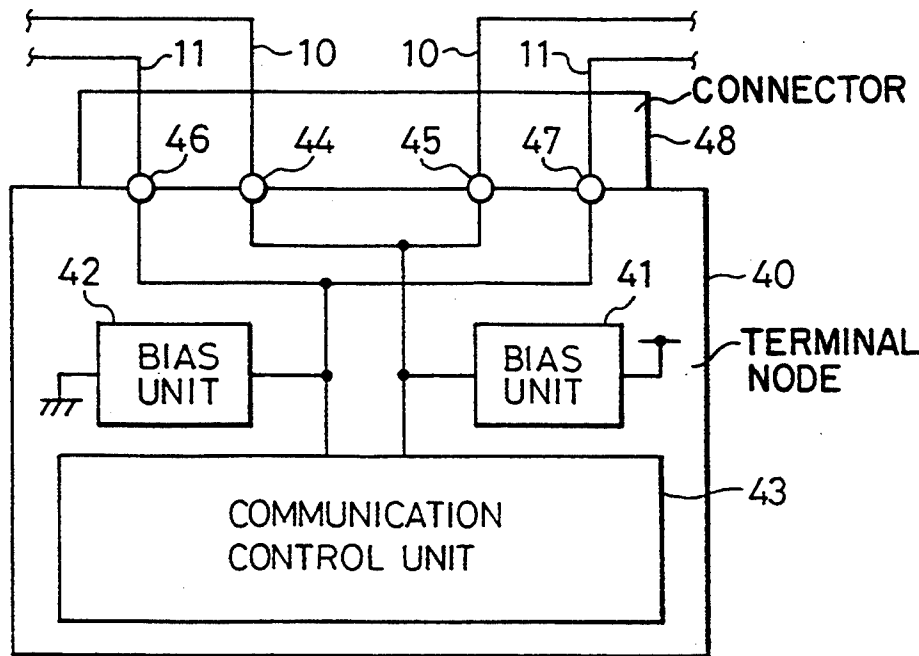 11 10 10 11
CONNECTOR
46 44 45 47 48
42 41 40
BIAS UNIT
BIAS UNIT
TERMINAL NODE
43
COMMUNICATION
CONTROL UNIT